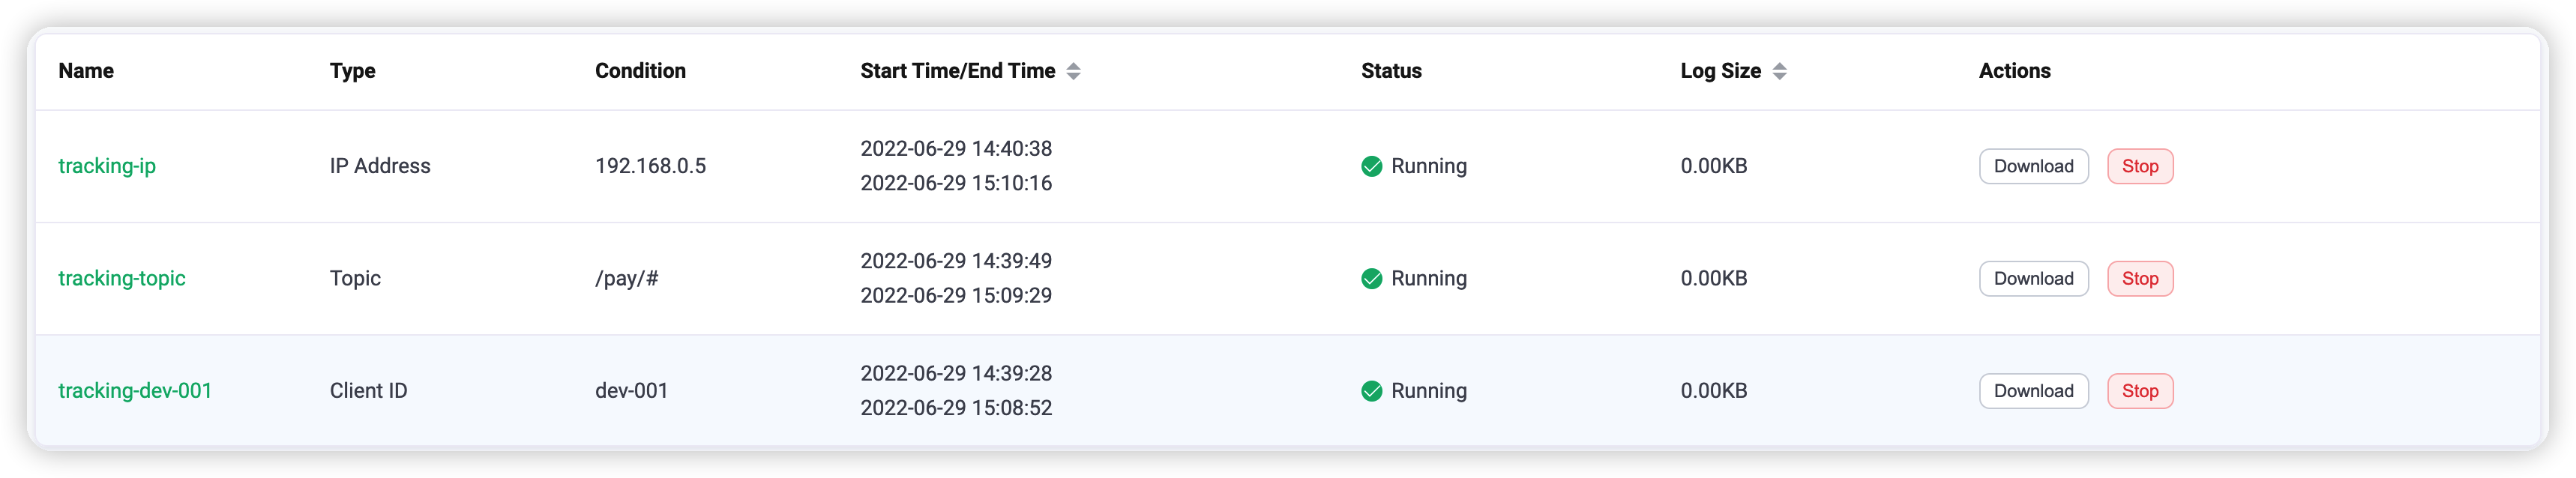 Name Type Condition Start Time/End Time Status Log Size Actions
tracking-ip IP Address 192.168.0.5 2022-06-29 14:40:38 Running 0.00KB Download Stop
2022-06-29 15:10:16
tracking-topic Topic /pay/# 2022-06-29 14:39:49 Running 0.00KB Download Stop
2022-06-29 15:09:29
tracking-dev-001 Client ID dev-001 2022-06-29 14:39:28 Running 0.00KB Download Stop
2022-06-29 15:08:52